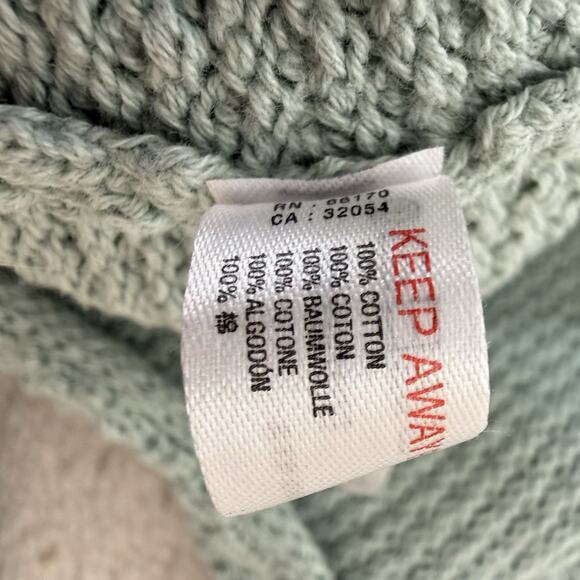 RN : 66170
CA : 32054
KEEP AWAY
100% COTTON
100% COTON
100% BAUMWOLLE
100% COTONE
100% ALGODÓN
100% 棉